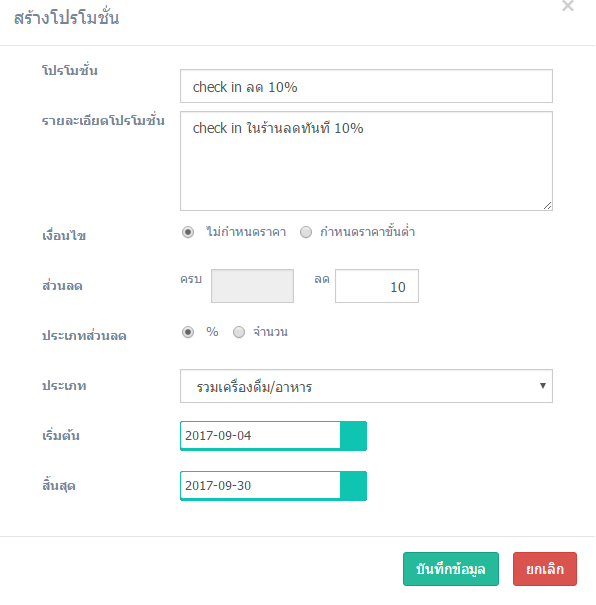 สร้างโปรโมชั่น ×
โปรโมชั่น
check in ลด 10%
รายละเอียดโปรโมชั่น
check in ในร้านลดทันที 10%
เงื่อนไข ไม่กำหนดราคา กำหนดราคาขั้นต่ำ
ส่วนลด ครบ ลด 10
ประเภทส่วนลด % จำนวน
ประเภท รวมเครื่องดื่ม/อาหาร
เริ่มต้น 2017-09-04
สิ้นสุด 2017-09-30
บันทึกข้อมูล ยกเลิก